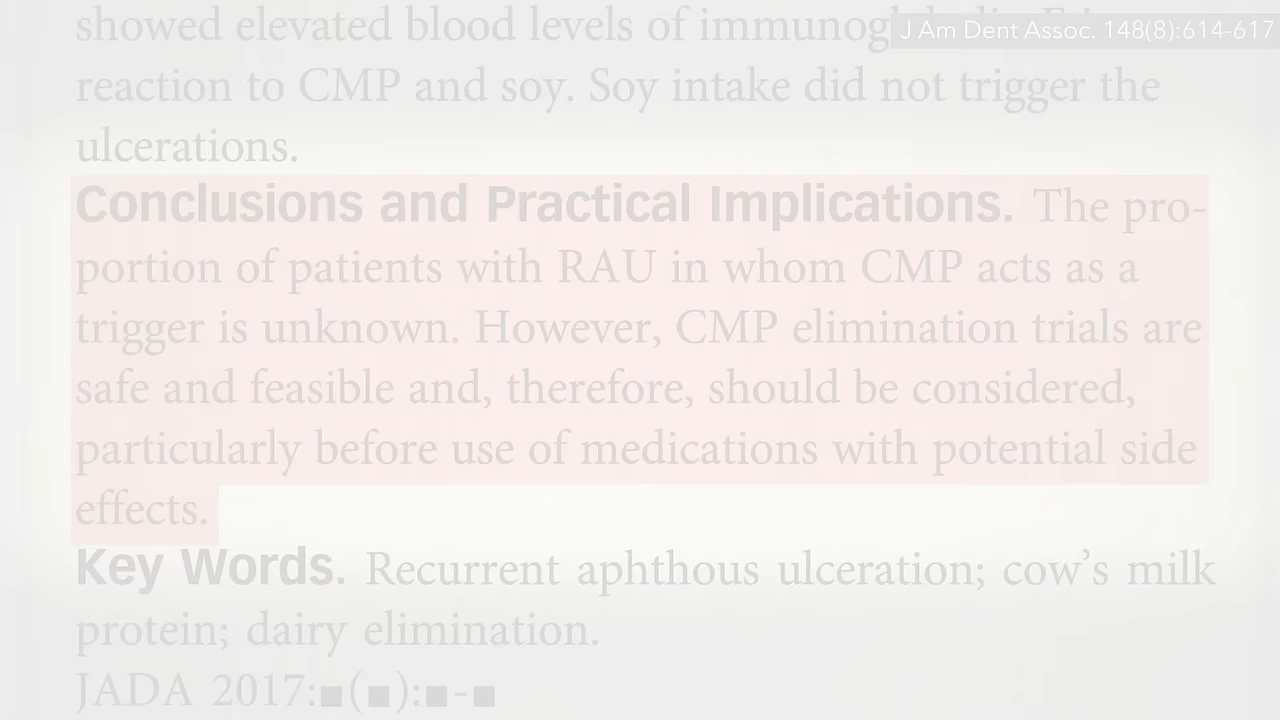 showed elevated blood levels of
J Am Dent Assoc. 148(8):614-617
reaction to CMP and soy. Soy intake did not trigger the
ulcerations.
Conclusions and Practical Implications. The pro-
portion of patients with RAU in whom CMP acts as a
trigger is unknown. However, CMP elimination trials are
safe and feasible and, therefore, should be considered,
particularly before use of medications with potential side
effects.
Key Words. Recurrent aphthous ulceration; cow's milk
protein; dairy elimination.
JADA 2017:■(■):■-■